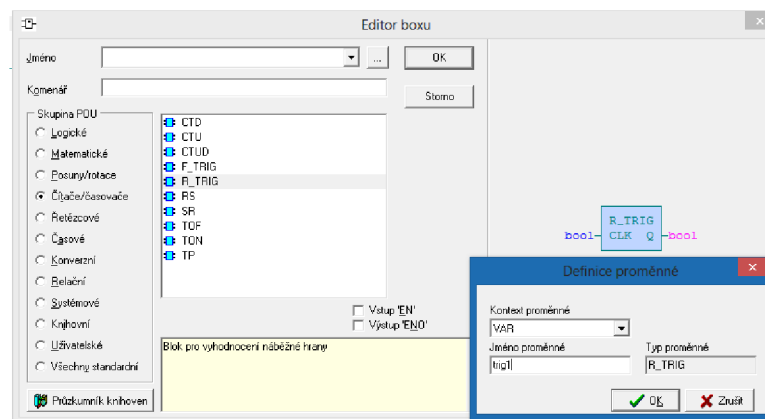 Editor boxu
Jméno
...
OK
Komenář
Storno
Skupina POU
Logické
Matematické
Posuny/rotace
Čítače/časovače
Řetězcové
Časové
Konverzní
Relační
Systémové
Knjhovní
Uživatelské
Všechny standardní
Průzkumník knihoven
CTD
CTU
CTUD
F_TRIG
R_TRIG
RS
SR
TOF
TON
TP
Vstup 'EN'
Výstup 'ENO'
Blok pro vyhodnocení náběžné hrany
R_TRIG
bool CLK Q bool
Definice proměnné
Kontext proměnné
VAR
Jméno proměnné Typ proměnné
trig1 R_TRIG
OK Zrušit